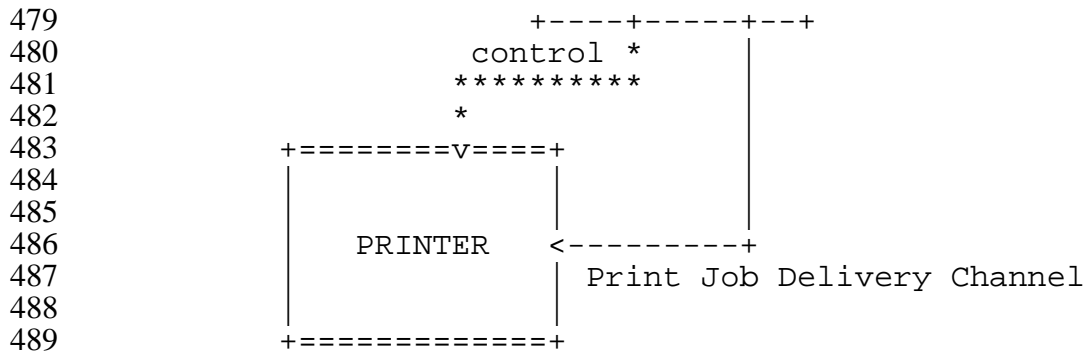 479                                   +----+-----+--+
480                              control *     |
481                             **********     |
482                             *              |
483                  +========v====+           |
484                  |             |           |
485                  |             |           |
486                  |   PRINTER   <---------+
487                  |             | Print Job Delivery Channel
488                  |             |
489                  +=============+